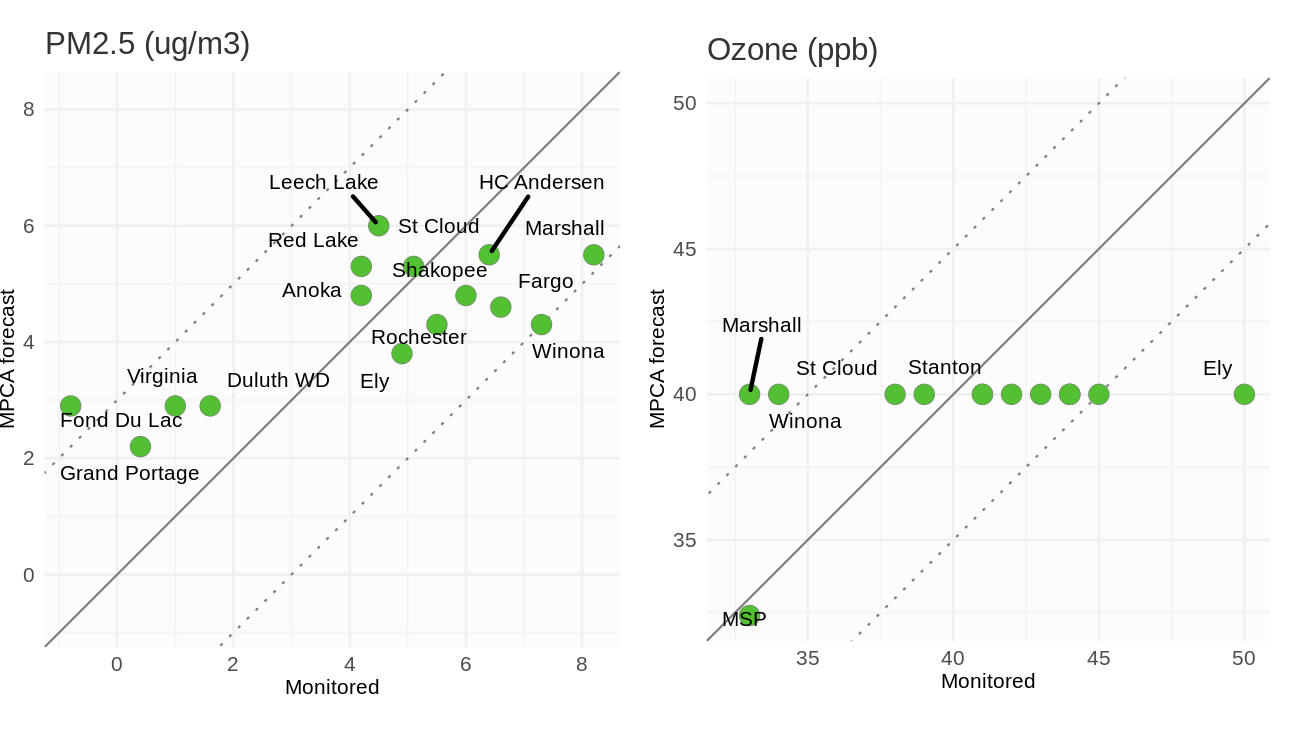 PM2.5 (ug/m3)
MPCA forecast
8
6
4
2
0
Leech Lake
HC Andersen
St Cloud
Marshall
Red Lake
Shakopee
Fargo
Anoka
Rochester
Winona
Virginia
Duluth WD
Ely
Fond Du Lac
Grand Portage
0 2 4 6 8
Monitored
Ozone (ppb)
MPCA forecast
50
45
40
35
Marshall
St Cloud
Stanton
Ely
Winona
MSP
35 40 45 50
Monitored